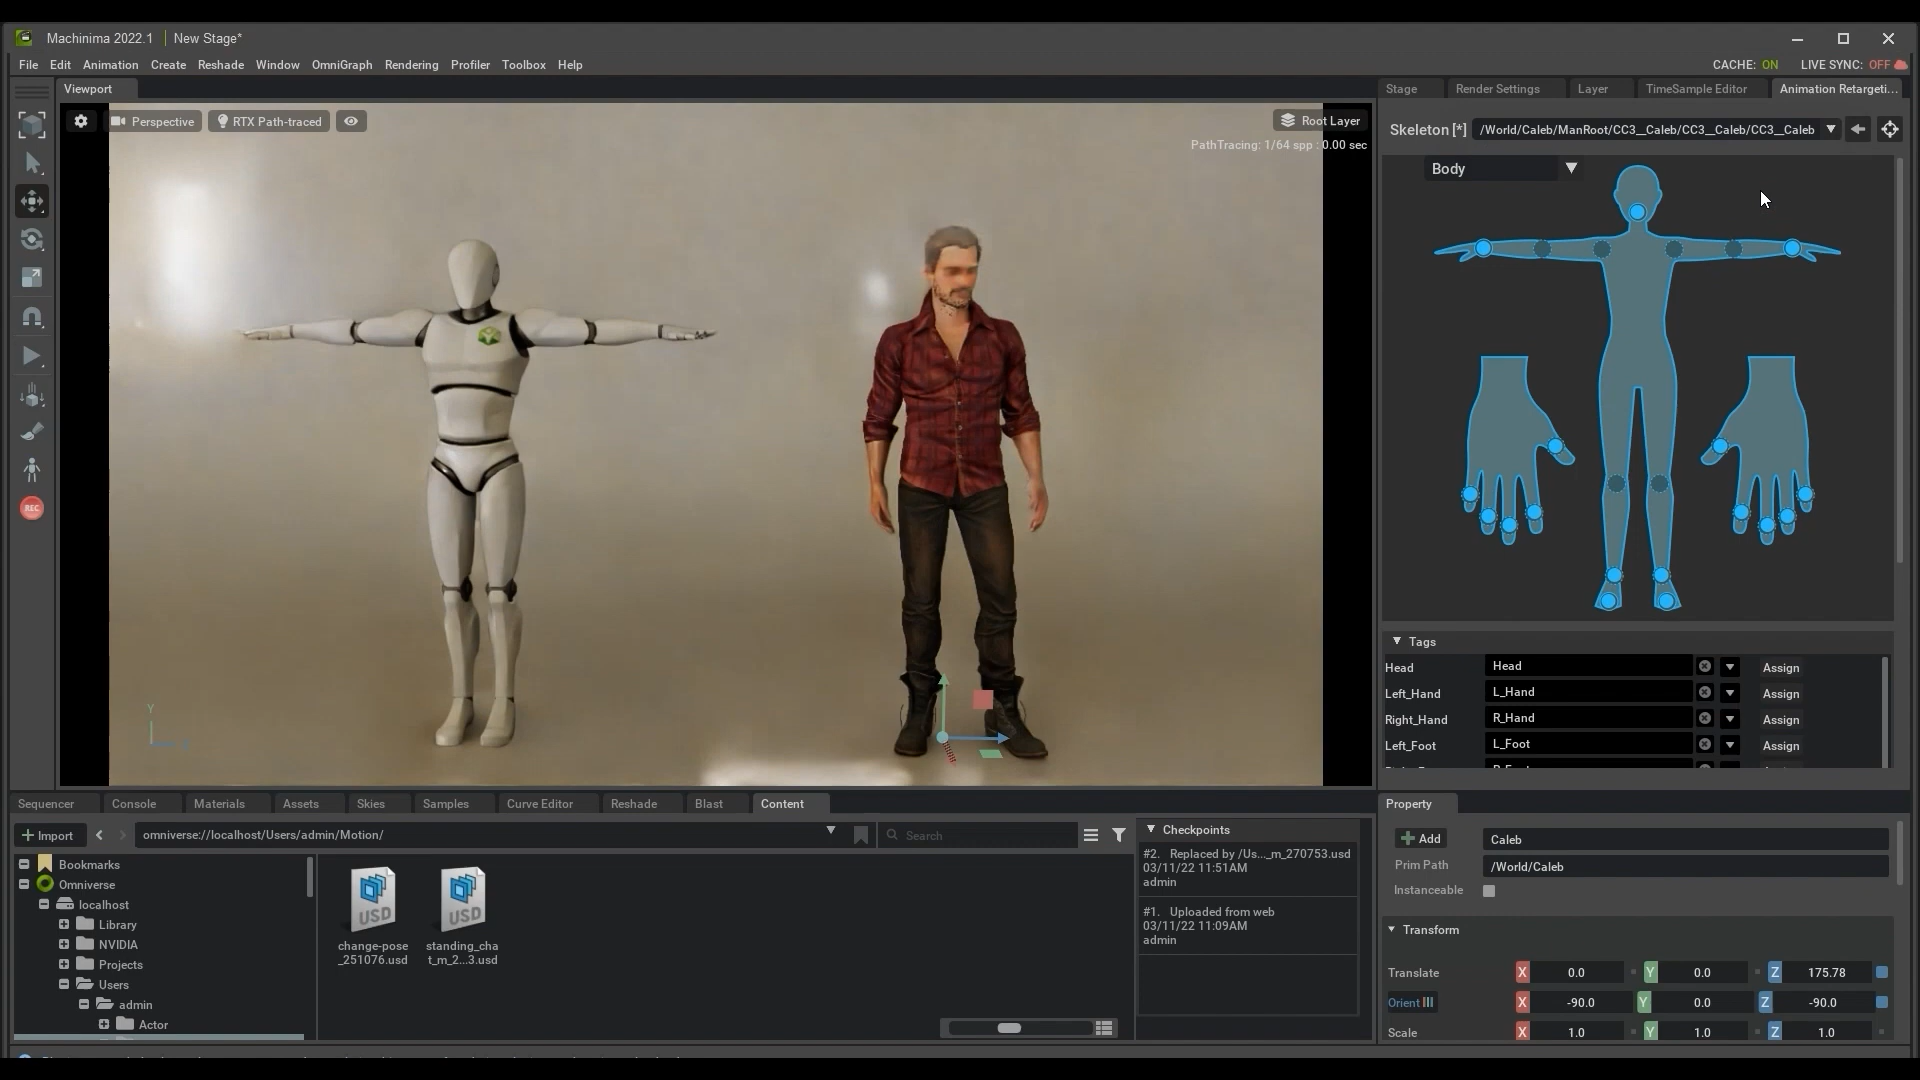 Machinima 2022.1 New Stage*
File Edit Animation Create Reshade Window OmniGraph Rendering Profiler Toolbox Help CACHE: ON LIVE SYNC: OFF
Viewport
Stage Render Settings Layer TimeSample Editor Animation Retargeti...
Perspective RTX Path-traced Root Layer
PathTracing: 1/64 spp : 0.00 sec
Skeleton [*] /World/Caleb/ManRoot/CC3__Caleb/CC3__Caleb/CC3__Caleb
Body
REC
Y
Tags
Head Head Assign
Left_Hand L_Hand Assign
Right_Hand R_Hand Assign
Left_Foot L_Foot Assign
Sequencer Console Materials Assets Skies Samples Curve Editor Reshade Blast Content
Import omniverse://localhost/Users/admin/Motion/ Search
Bookmarks
Omniverse
localhost
Library
NVIDIA
Projects
Users
admin
Actor
USD USD
change-pose
_251076.usd
standing_cha
t_m_2...3.usd
Checkpoints
#2. Replaced by /Us..._m_270753.usd
03/11/22 11:51AM
admin
#1. Uploaded from web
03/11/22 11:09AM
admin
Property
Add Caleb
Prim Path /World/Caleb
Instanceable
Transform
Translate X 0.0 Y 0.0 Z 175.78
Orient X -90.0 Y 0.0 Z -90.0
Scale X 1.0 Y 1.0 Z 1.0